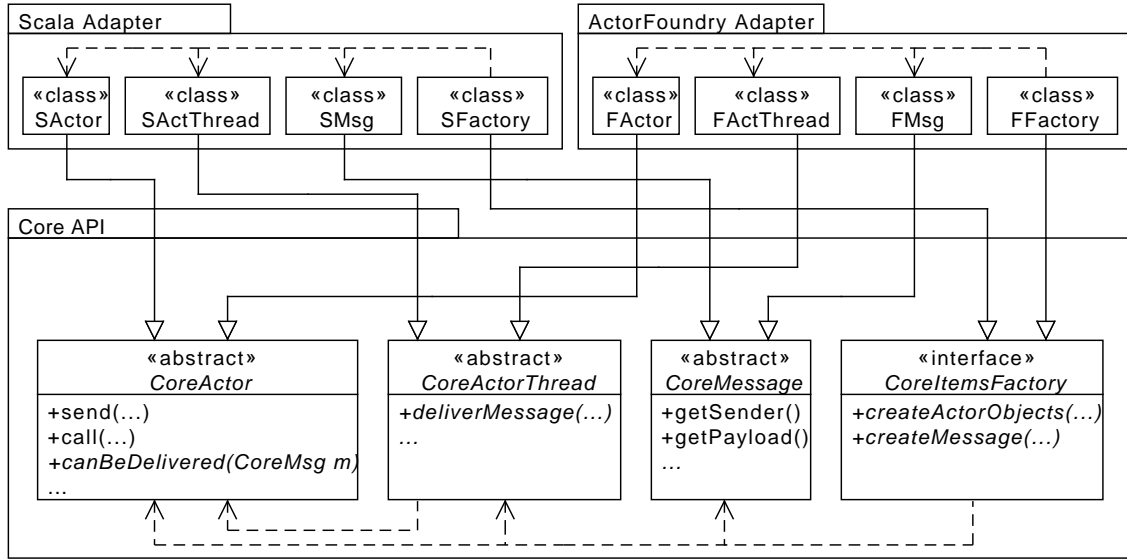 Scala Adapter
ActorFoundry Adapter
«class»
SActor
«class»
SActThread
«class»
SMsg
«class»
SFactory
«class»
FActor
«class»
FActThread
«class»
FMsg
«class»
FFactory
Core API
«abstract»
CoreActor
+send(...)
+call(...)
+canBeDelivered(CoreMsg m)
...
«abstract»
CoreActorThread
+deliverMessage(...)
...
«abstract»
CoreMessage
+getSender()
+getPayload()
...
«interface»
CoreItemsFactory
+createActorObjects(...)
+createMessage(...)